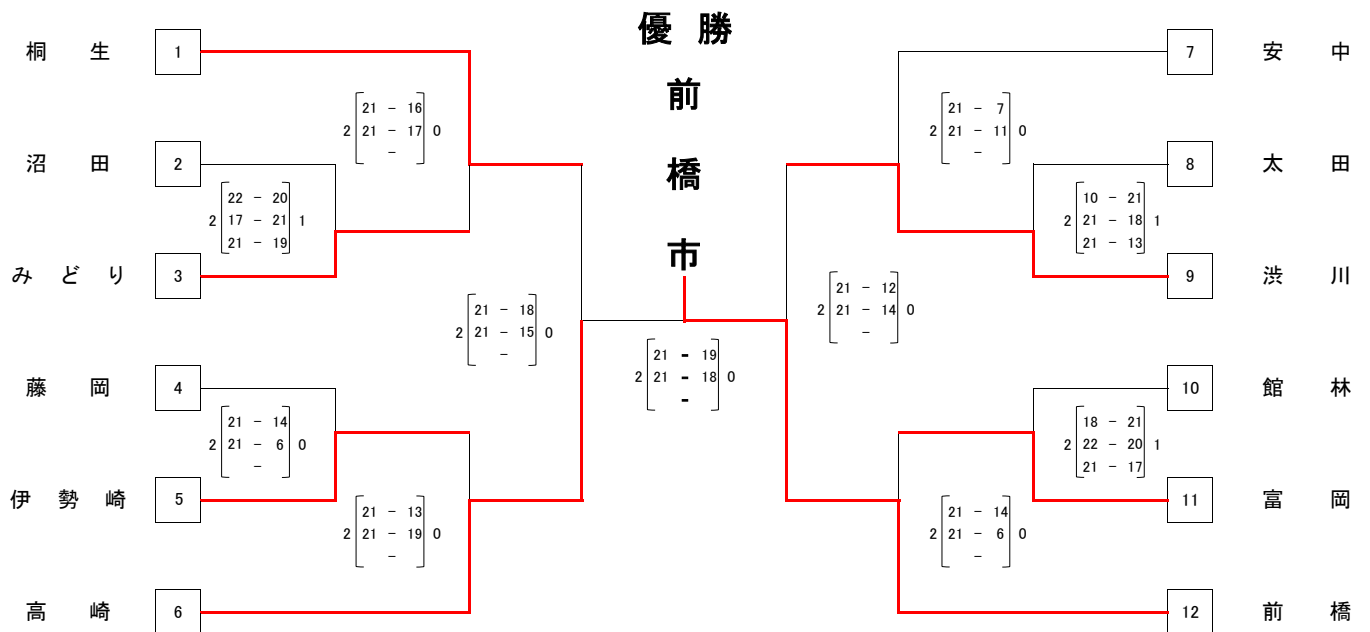 優勝
前
橋
市
桐生 1
21 - 16
2 21 - 17 0
-
沼田 2
22 - 20
2 17 - 21 1
21 - 19
みどり 3
21 - 18
2 21 - 15 0
-
藤岡 4
21 - 14
2 21 - 6 0
-
伊勢崎 5
21 - 13
2 21 - 19 0
-
高崎 6
21 - 19
2 21 - 18 0
-
7 安中
21 - 7
2 21 - 11 0
-
8 太田
10 - 21
2 21 - 18 1
21 - 13
9 渋川
21 - 12
2 21 - 14 0
-
10 館林
18 - 21
2 22 - 20 1
21 - 17
11 富岡
21 - 14
2 21 - 6 0
-
12 前橋